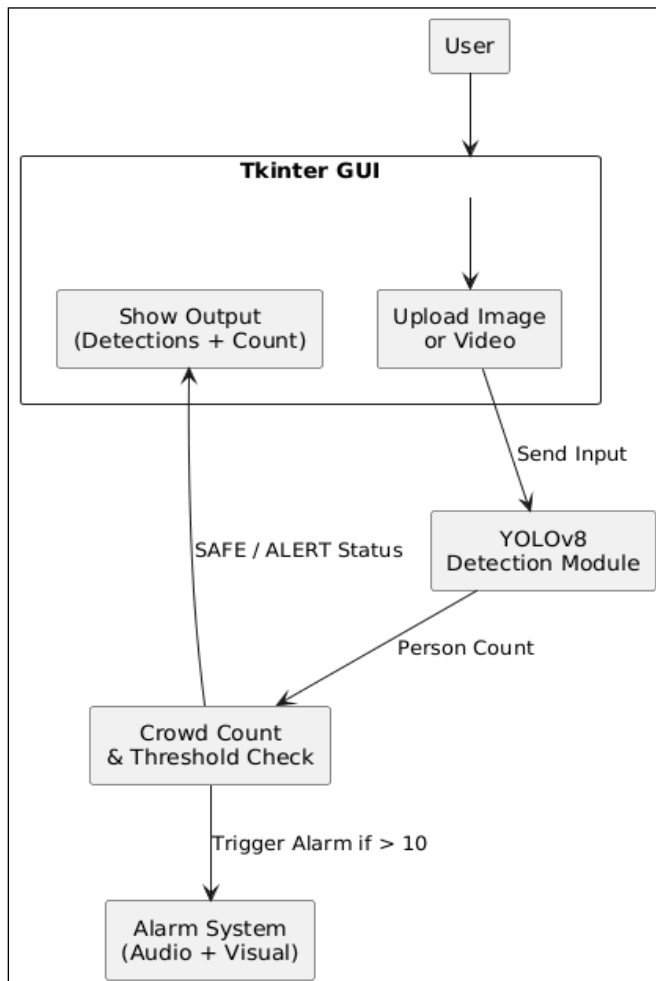 User
Tkinter GUI
Show Output
(Detections + Count)
Upload Image
or Video
Send Input
YOLOv8
Detection Module
SAFE / ALERT Status
Person Count
Crowd Count
& Threshold Check
Trigger Alarm if > 10
Alarm System
(Audio + Visual)